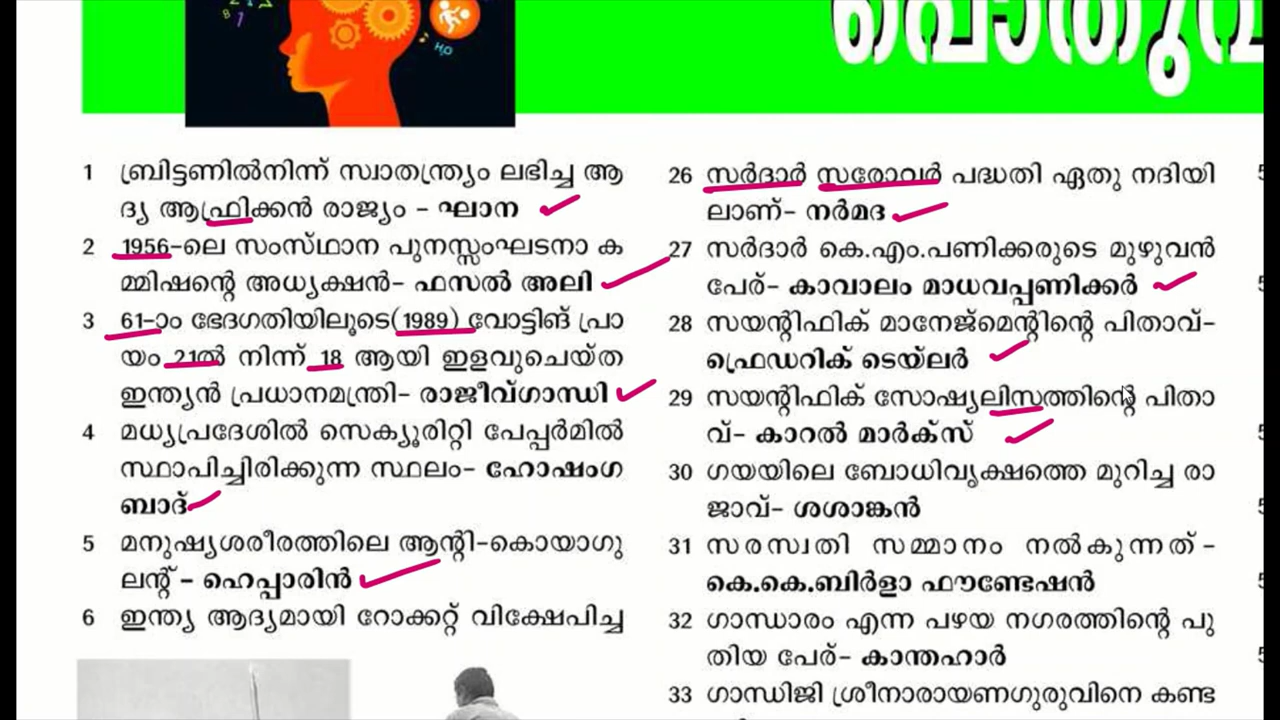 H₂O
1 ബ്രിട്ടണിൽനിന്ന് സ്വാതന്ത്ര്യം ലഭിച്ച ആ
ദ്യ ആഫ്രിക്കൻ രാജ്യം - ഘാന
2 1956-ലെ സംസ്ഥാന പുനസ്സംഘടനാ ക
മ്മിഷന്റെ അധ്യക്ഷൻ- ഫസൽ അലി
3 61-ാം ഭേദഗതിയിലൂടെ(1989) വോട്ടിങ് പ്രാ
യം 21ൽ നിന്ന് 18 ആയി ഇളവുചെയ്ത
ഇന്ത്യൻ പ്രധാനമന്ത്രി- രാജീവ്ഗാന്ധി
4 മധ്യപ്രദേശിൽ സെക്യൂരിറ്റി പേപ്പർമിൽ
സ്ഥാപിച്ചിരിക്കുന്ന സ്ഥലം- ഹോഷംഗ
ബാദ്
5 മനുഷ്യശരീരത്തിലെ ആന്റി-കൊയാഗു
ലന്റ് - ഹെപ്പാരിൻ
6 ഇന്ത്യ ആദ്യമായി റോക്കറ്റ് വിക്ഷേപിച്ച
26 സർദാർ സരോവർ പദ്ധതി ഏതു നദിയി
ലാണ്- നർമദ
27 സർദാർ കെ.എം.പണിക്കരുടെ മുഴുവൻ
പേര്- കാവാലം മാധവപ്പണിക്കർ
28 സയന്റിഫിക് മാനേജ്മെന്റിന്റെ പിതാവ്-
ഫ്രെഡറിക് ടെയ്ലർ
29 സയന്റിഫിക് സോഷ്യലിസത്തിന്റെ പിതാ
വ്- കാറൽ മാർക്സ്
30 ഗയയിലെ ബോധിവൃക്ഷത്തെ മുറിച്ച രാ
ജാവ്- ശശാങ്കൻ
31 സരസ്വതി സമ്മാനം നൽകുന്നത്-
കെ.കെ.ബിർളാ ഫൗണ്ടേഷൻ
32 ഗാന്ധാരം എന്ന പഴയ നഗരത്തിന്റെ പു
തിയ പേര്- കാന്തഹാർ
33 ഗാന്ധിജി ശ്രീനാരായണഗുരുവിനെ കണ്ട